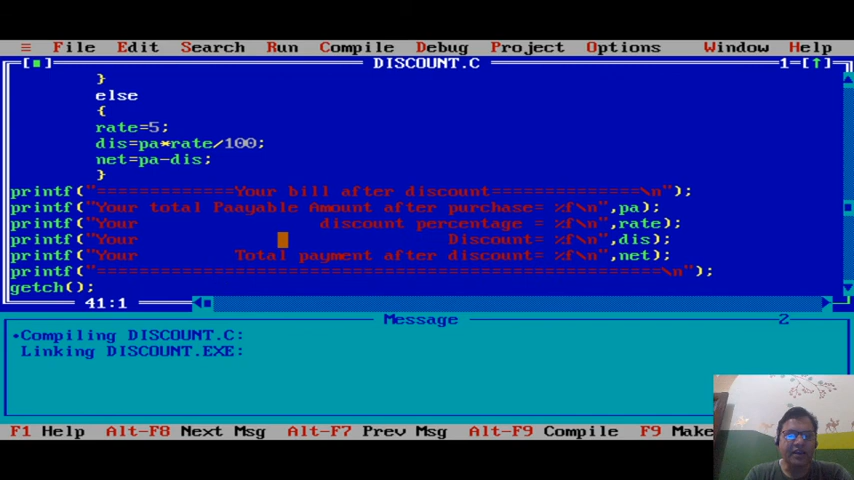 ≡ File Edit Search Run Compile Debug Project Options Window Help
[■] DISCOUNT.C 1=[↑]
}
else
{
rate=5;
dis=pa*rate/100;
net=pa-dis;
}
printf("=============Your bill after discount==============\n");
printf("Your total Paayable Amount after purchase= %f\n",pa);
printf("Your discount percentage = %f\n",rate);
printf("Your Discount= %f\n",dis);
printf("Your Total payment after discount= %f\n",net);
printf("=====================================================\n");
getch();
41:1
Message 2
•Compiling DISCOUNT.C:
Linking DISCOUNT.EXE:
F1 Help Alt-F8 Next Msg Alt-F7 Prev Msg Alt-F9 Compile F9 Make